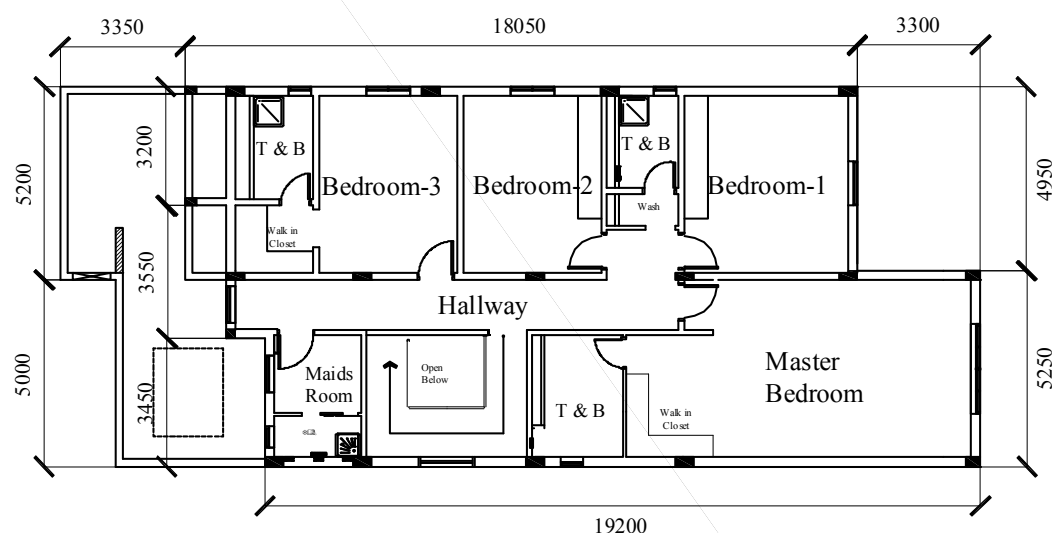 3350
18050
3300
T & B
T & B
3200
Bedroom-3
Bedroom-2
Bedroom-1
5200
4950
Wash
Walk in
Closet
3550
Hallway
Open
Below
Maids
Room
Master
Bedroom
5000
3450
T & B
Walk in
Closet
5250
19200